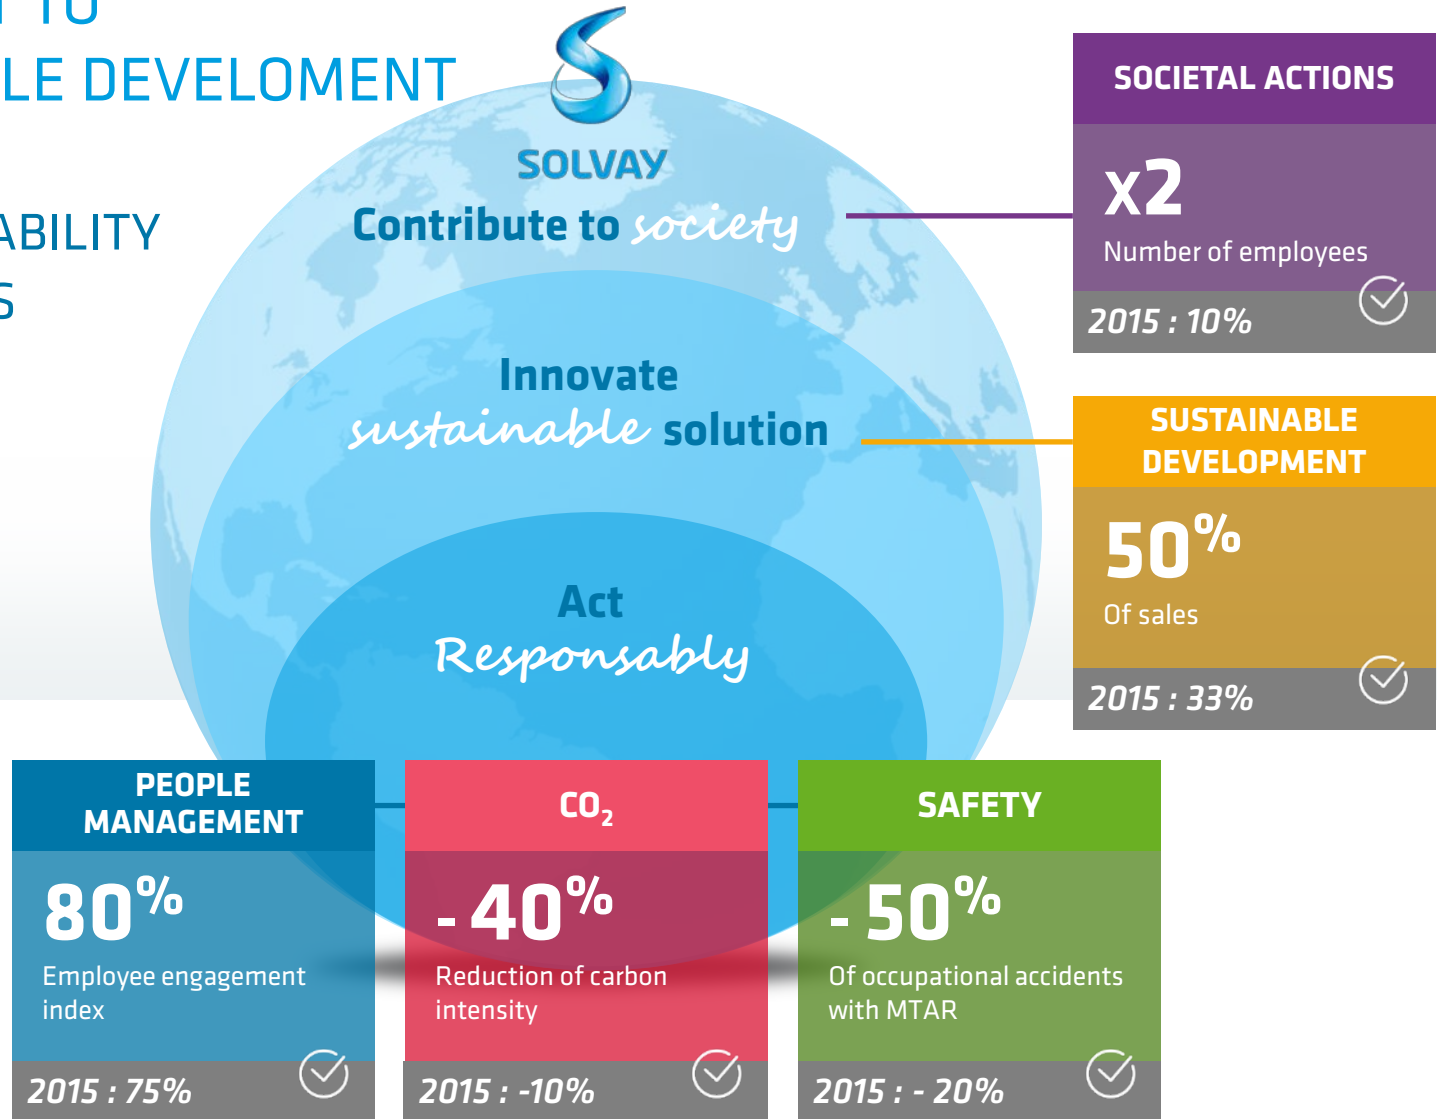 TO
LE DEVELOMENT
ABILITY
S
SOLVAY
Contribute to society
Innovate
sustainable solution
Act
Responsably
SOCIETAL ACTIONS
x2
Number of employees
2015 : 10%
SUSTAINABLE
DEVELOPMENT
50%
Of sales
2015 : 33%
PEOPLE
MANAGEMENT
80%
Employee engagement
index
2015 : 75%
CO₂
- 40%
Reduction of carbon
intensity
2015 : -10%
SAFETY
- 50%
Of occupational accidents
with MTAR
2015 : - 20%